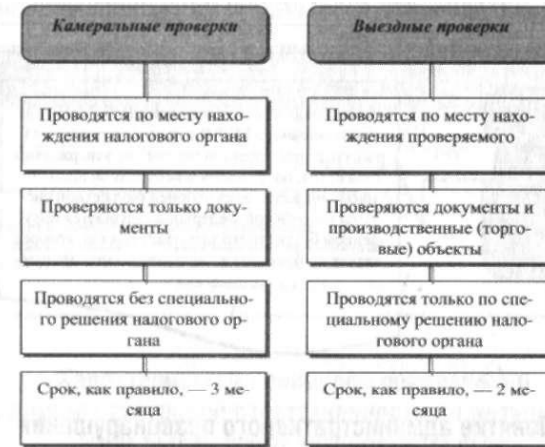 Камеральные проверки
Проводятся по месту нахо-
ждения налогового органа
Проверяются только доку-
менты
Проводятся без специально-
го решения налогового ор-
гана
Срок, как правило, — 3 ме-
сяца
Выездные проверки
Проводятся по месту нахо-
ждения проверяемого
Проверяются документы и
производственные (торго-
вые) объекты
Проводятся только по спе-
циальному решению нало-
гового органа
Срок, как правило, — 2 ме-
сяца